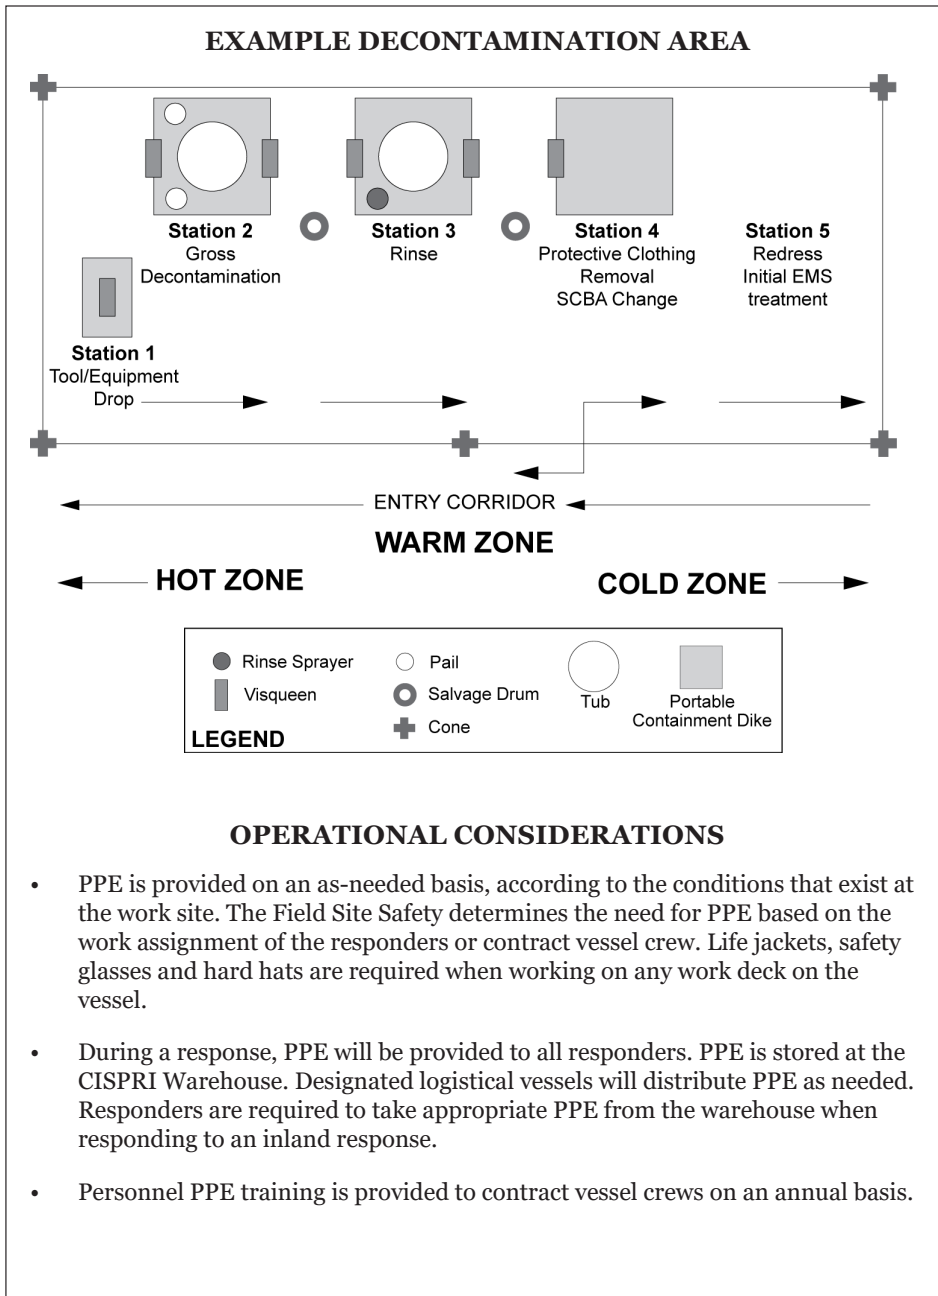 EXAMPLE DECONTAMINATION AREA
Station 2
Gross
Decontamination
Station 3
Rinse
Station 4
Protective Clothing
Removal
SCBA Change
Station 5
Redress
Initial EMS
treatment
Station 1
Tool/Equipment
Drop
ENTRY CORRIDOR
WARM ZONE
HOT ZONE
COLD ZONE
Rinse Sprayer
Visqueen
LEGEND
Pail
Salvage Drum
Cone
Tub
Portable
Containment Dike
OPERATIONAL CONSIDERATIONS
• PPE is provided on an as-needed basis, according to the conditions that exist at
the work site. The Field Site Safety determines the need for PPE based on the
work assignment of the responders or contract vessel crew. Life jackets, safety
glasses and hard hats are required when working on any work deck on the
vessel.
• During a response, PPE will be provided to all responders. PPE is stored at the
CISPRI Warehouse. Designated logistical vessels will distribute PPE as needed.
Responders are required to take appropriate PPE from the warehouse when
responding to an inland response.
• Personnel PPE training is provided to contract vessel crews on an annual basis.